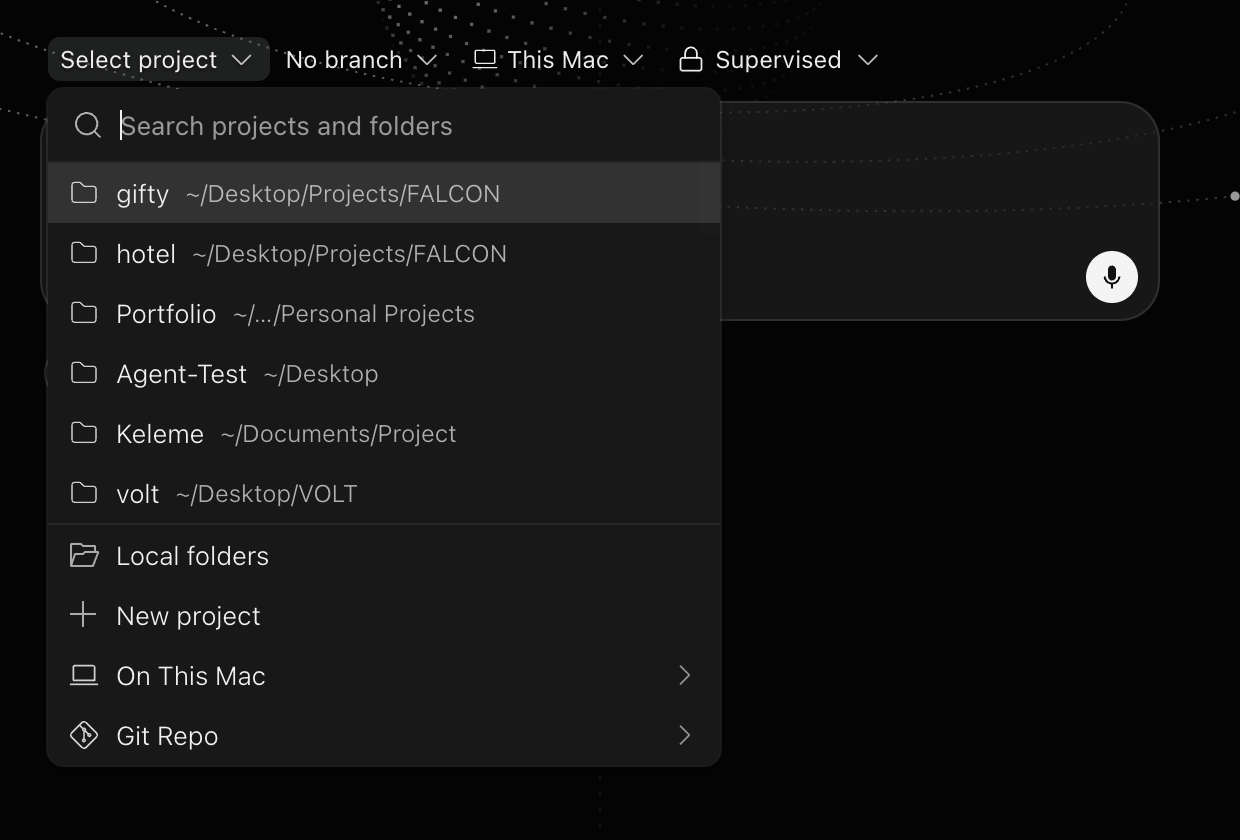 Select project No branch This Mac Supervised
Search projects and folders
gifty ~/Desktop/Projects/FALCON
hotel ~/Desktop/Projects/FALCON
Portfolio ~/.../Personal Projects
Agent-Test ~/Desktop
Keleme ~/Documents/Project
volt ~/Desktop/VOLT
Local folders
New project
On This Mac
Git Repo